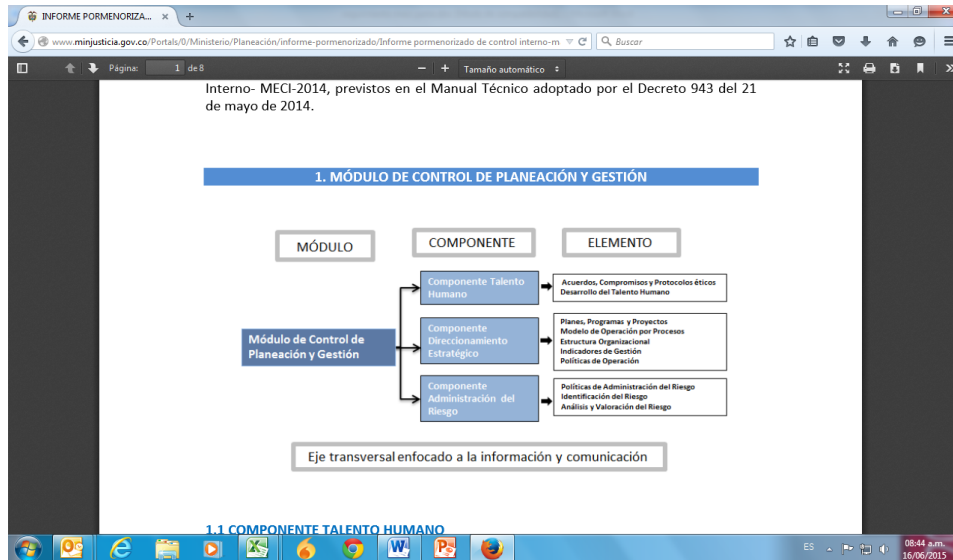 INFORME PORMENORIZA...
www.minjusticia.gov.co/Portals/0/Ministerio/Planeación/informe-pormenorizado/Informe pormenorizado de control interno-m
Buscar
Página: 1 de 8
Tamaño automático
Interno- MECI-2014, previstos en el Manual Técnico adoptado por el Decreto 943 del 21
de mayo de 2014.
1. MÓDULO DE CONTROL DE PLANEACIÓN Y GESTIÓN
MÓDULO
COMPONENTE
ELEMENTO
Módulo de Control de
Planeación y Gestión
Componente Talento
Humano
Acuerdos, Compromisos y Protocolos éticos
Desarrollo del Talento Humano
Componente
Direccionamiento
Estratégico
Planes, Programas y Proyectos
Modelo de Operación por Procesos
Estructura Organizacional
Indicadores de Gestión
Políticas de Operación
Componente
Administración del
Riesgo
Políticas de Administración del Riesgo
Identificación del Riesgo
Análisis y Valoración del Riesgo
Eje transversal enfocado a la información y comunicación
1.1 COMPONENTE TALENTO HUMANO
ES
08:44 a.m.
16/06/2015